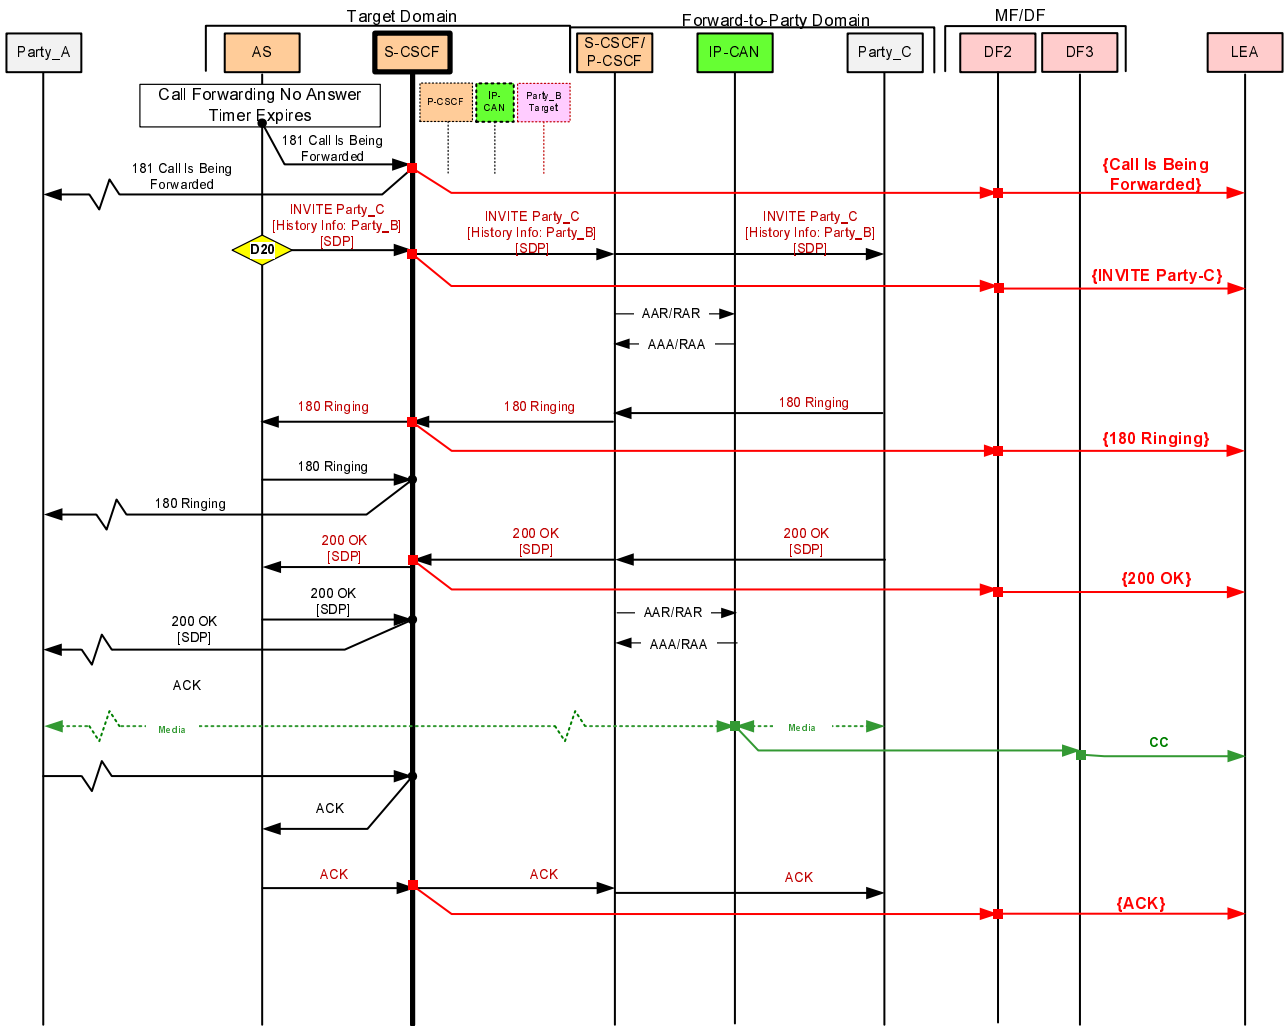 Target Domain
Forward-to-Party Domain
MF/DF
Party_A
AS
S-CSCF
S-CSCF/
P-CSCF
IP-CAN
Party_C
DF2
DF3
LEA
P-CSCF
IP-
CAN
Party_B
Target
Call Forwarding No Answer
Timer Expires
181 Call Is Being
Forwarded
181 Call Is Being
Forwarded
{Call Is Being
Forwarded}
INVITE Party_C
[History Info: Party_B]
[SDP]
INVITE Party_C
[History Info: Party_B]
[SDP]
INVITE Party_C
[History Info: Party_B]
[SDP]
D20
{INVITE Party-C}
AAR/RAR
AAA/RAA
180 Ringing
180 Ringing
180 Ringing
{180 Ringing}
180 Ringing
180 Ringing
200 OK
[SDP]
200 OK
[SDP]
200 OK
[SDP]
{200 OK}
200 OK
[SDP]
200 OK
[SDP]
AAR/RAR
AAA/RAA
ACK
Media
Media
CC
ACK
ACK
ACK
ACK
{ACK}